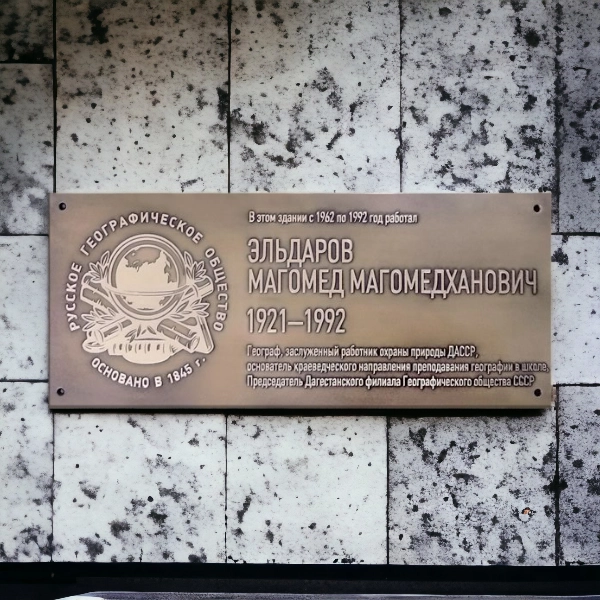 РУССКОЕ ГЕОГРАФИЧЕСКОЕ ОБЩЕСТВО
ОСНОВАНО В 1845 г.
В этом здании с 1962 по 1992 год работал
ЭЛЬДАРОВ
МАГОМЕД МАГОМЕДХАНОВИЧ
1921—1992
Географ, заслуженный работник охраны природы ДАССР,
основатель краеведческого направления преподавания географии в школе,
Председатель Дагестанского филиала Географического общества СССР